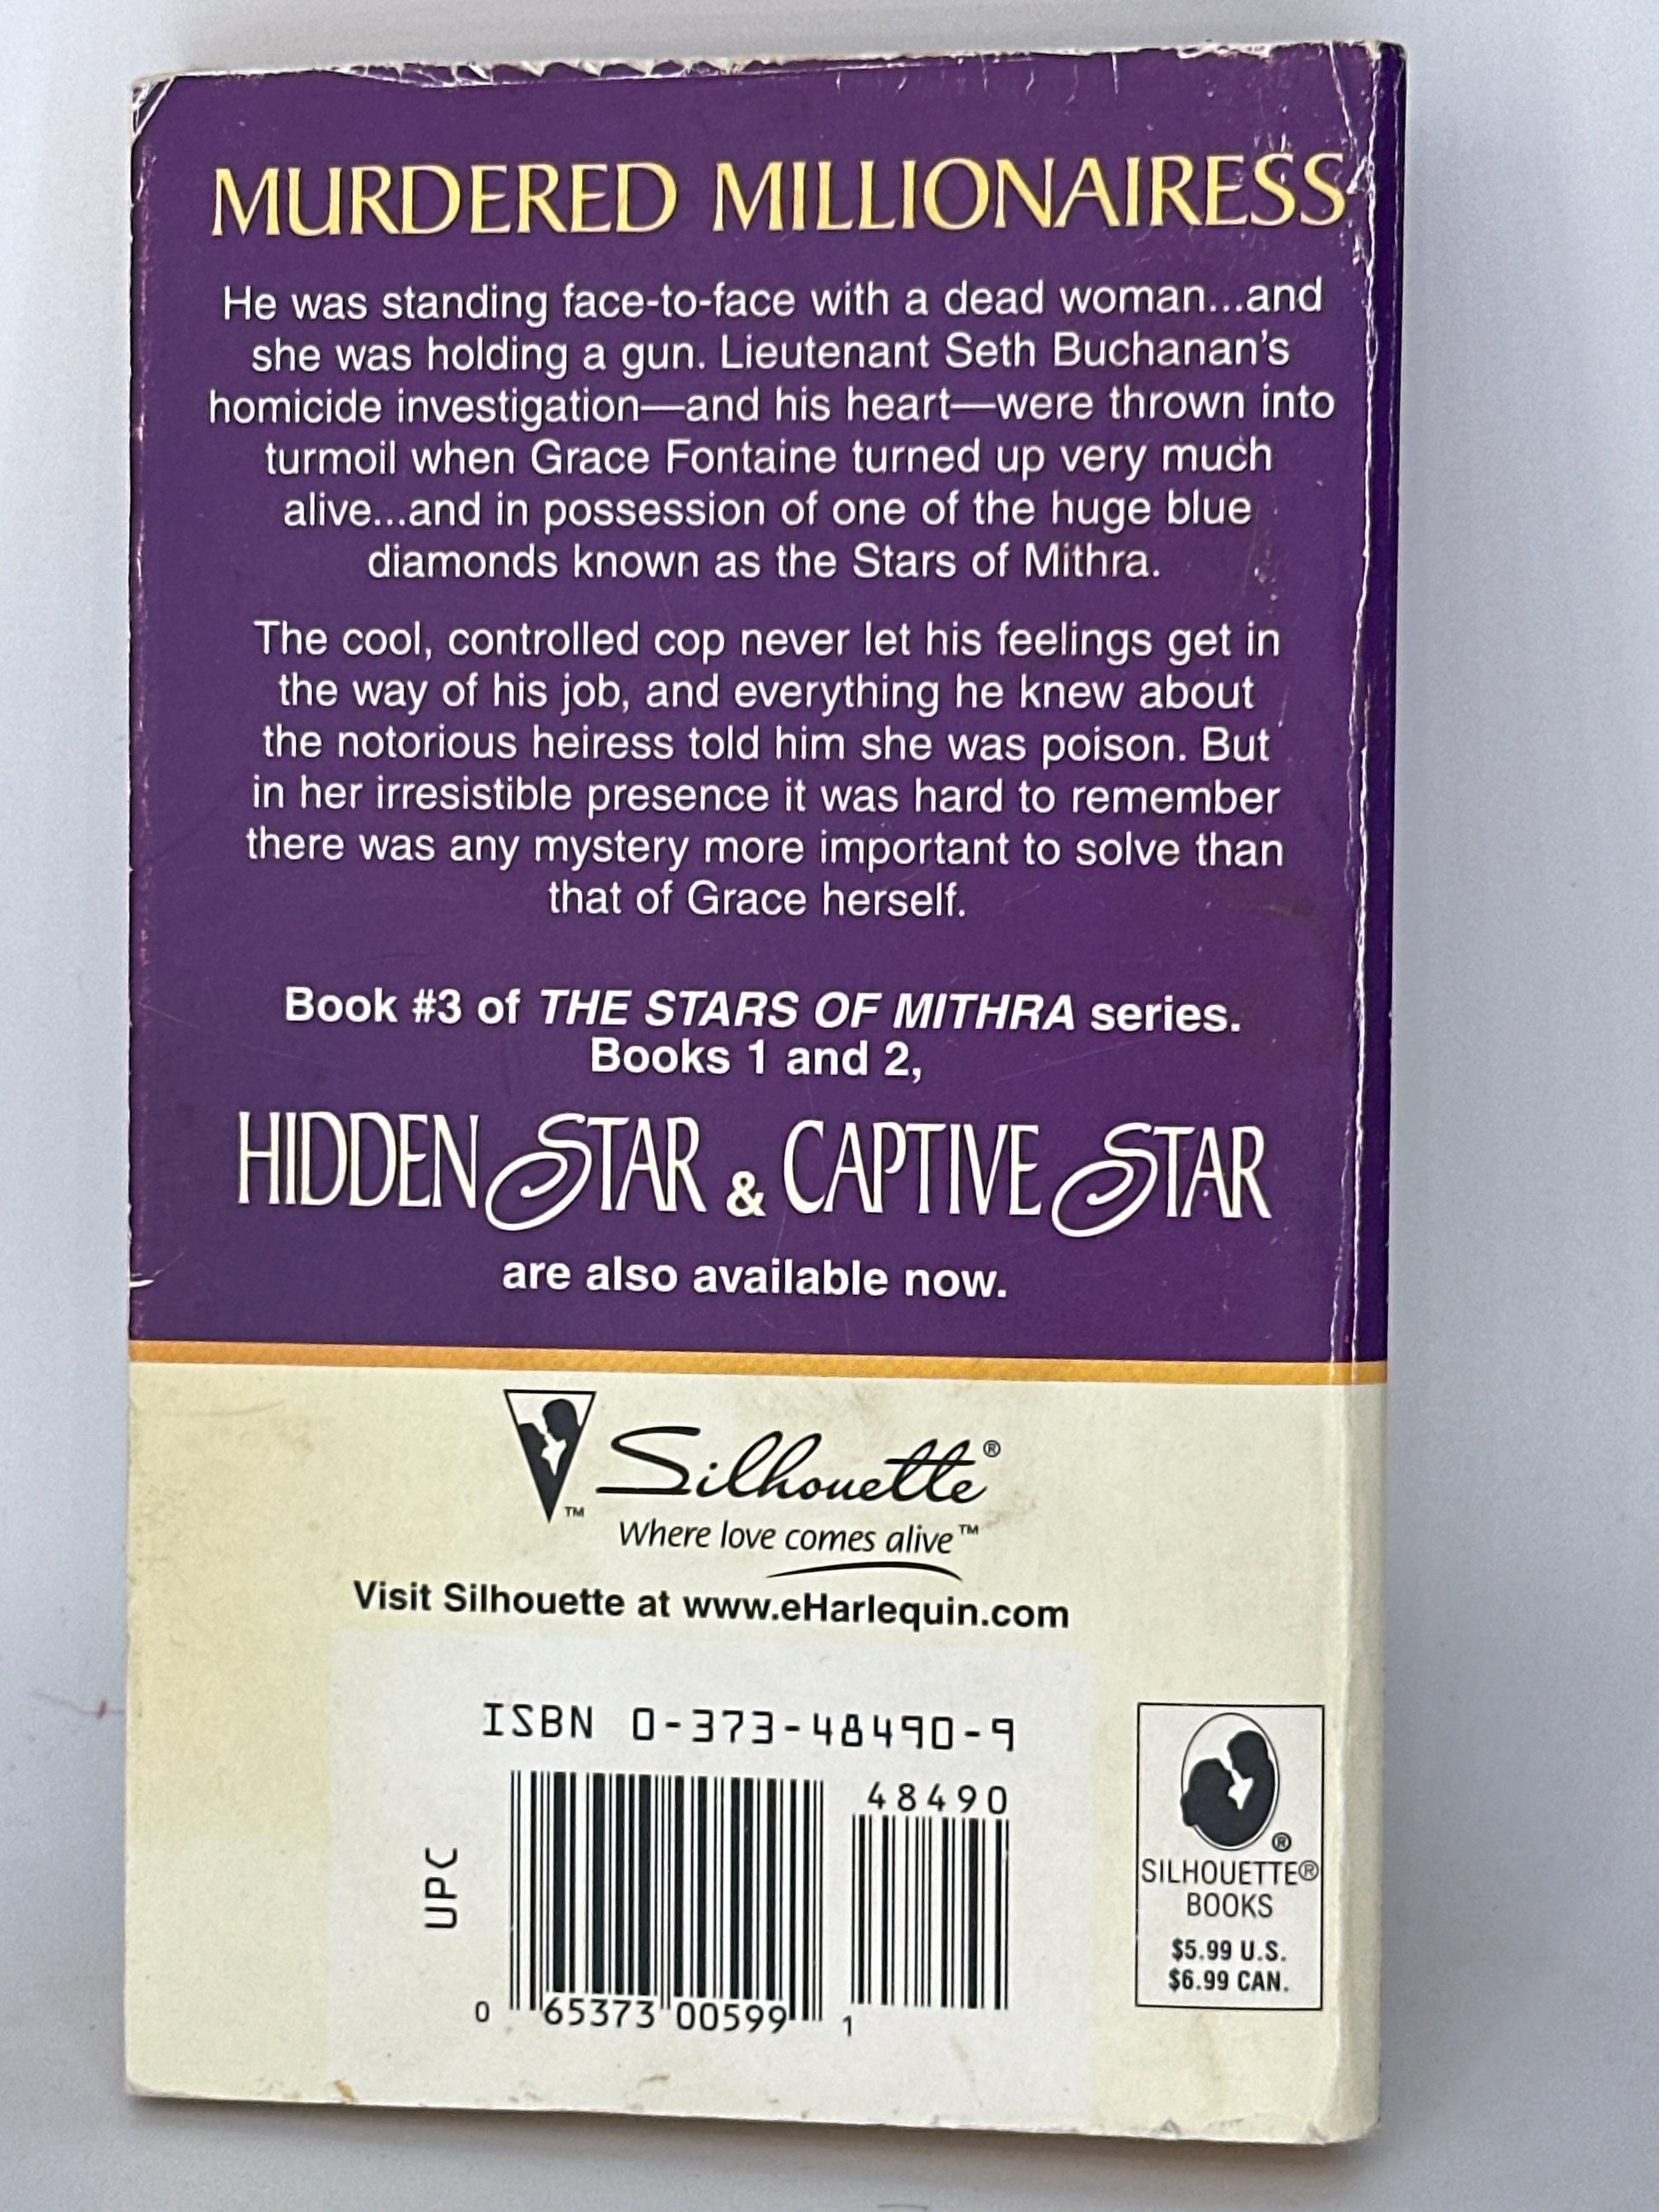 MURDERED MILLIONAIRESS
He was standing face-to-face with a dead woman...and
she was holding a gun. Lieutenant Seth Buchanan's
homicide investigation—and his heart—were thrown into
turmoil when Grace Fontaine turned up very much
alive...and in possession of one of the huge blue
diamonds known as the Stars of Mithra.
The cool, controlled cop never let his feelings get in
the way of his job, and everything he knew about
the notorious heiress told him she was poison. But
in her irresistible presence it was hard to remember
there was any mystery more important to solve than
that of Grace herself.
Book #3 of THE STARS OF MITHRA series.
Books 1 and 2,
HIDDEN STAR & CAPTIVE STAR
are also available now.
™ Silhouette®
Where love comes alive™
Visit Silhouette at www.eHarlequin.com
ISBN 0-373-48490-9
48490
UPC
0 65373 00599 1
®
SILHOUETTE®
BOOKS
$5.99 U.S.
$6.99 CAN.